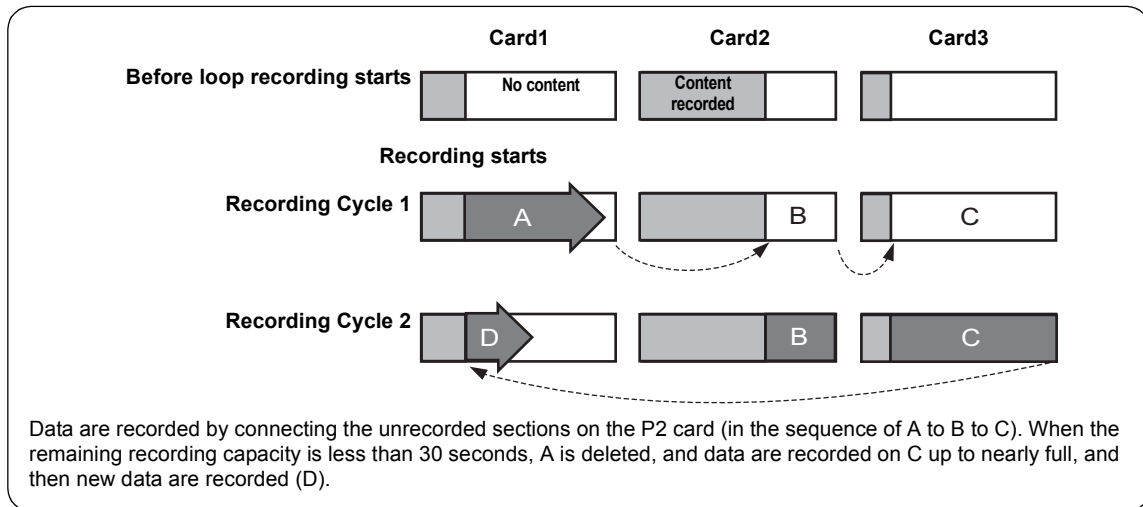 Card1 Card2 Card3
Before loop recording starts
No content
Content
recorded
Recording starts
Recording Cycle 1
A B C
Recording Cycle 2
D B C
Data are recorded by connecting the unrecorded sections on the P2 card (in the sequence of A to B to C). When the
remaining recording capacity is less than 30 seconds, A is deleted, and data are recorded on C up to nearly full, and
then new data are recorded (D).